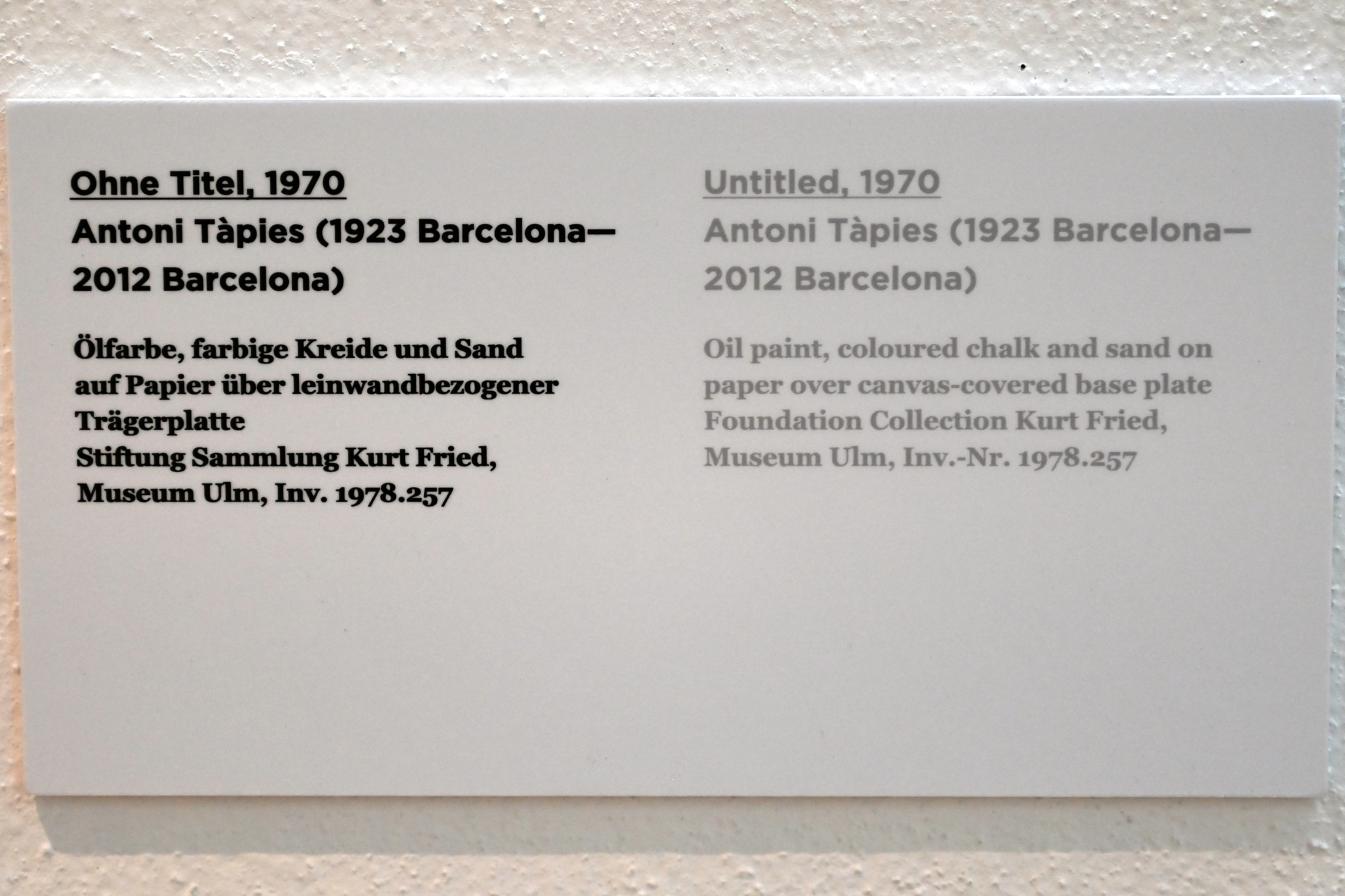 Ohne Titel, 1970
Antoni Tàpies (1923 Barcelona—
2012 Barcelona)
Ölfarbe, farbige Kreide und Sand
auf Papier über leinwandbezogener
Trägerplatte
Stiftung Sammlung Kurt Fried,
Museum Ulm, Inv. 1978.257
Untitled, 1970
Antoni Tàpies (1923 Barcelona—
2012 Barcelona)
Oil paint, coloured chalk and sand on
paper over canvas-covered base plate
Foundation Collection Kurt Fried,
Museum Ulm, Inv.-Nr. 1978.257